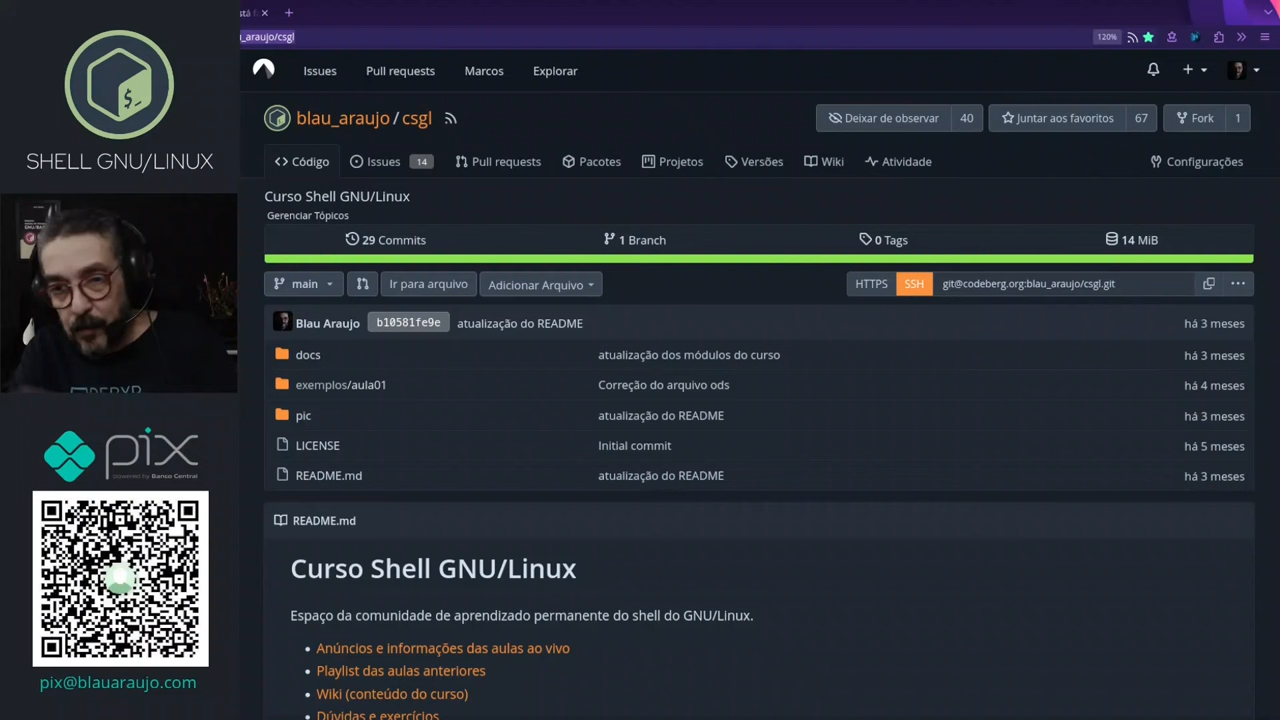 $_
SHELL GNU/LINUX
pix
powered by Banco Central
pix@blauaraujo.com
_araujo/csgl
120%
Issues
Pull requests
Marcos
Explorar
blau_araujo/csgl
Deixar de observar 40
Juntar aos favoritos 67
Fork 1
Código
Issues 14
Pull requests
Pacotes
Projetos
Versões
Wiki
Atividade
Configurações
Curso Shell GNU/Linux
Gerenciar Tópicos
29 Commits
1 Branch
0 Tags
14 MiB
main
Ir para arquivo
Adicionar Arquivo
HTTPS
SSH
git@codeberg.org:blau_araujo/csgl.git
Blau Araujo b10581fe9e atualização do README há 3 meses
docs atualização dos módulos do curso há 3 meses
exemplos/aula01 Correção do arquivo ods há 4 meses
pic atualização do README há 3 meses
LICENSE Initial commit há 5 meses
README.md atualização do README há 3 meses
README.md
Curso Shell GNU/Linux
Espaço da comunidade de aprendizado permanente do shell do GNU/Linux.
• Anúncios e informações das aulas ao vivo
• Playlist das aulas anteriores
• Wiki (conteúdo do curso)
• Dúvidas e exercícios